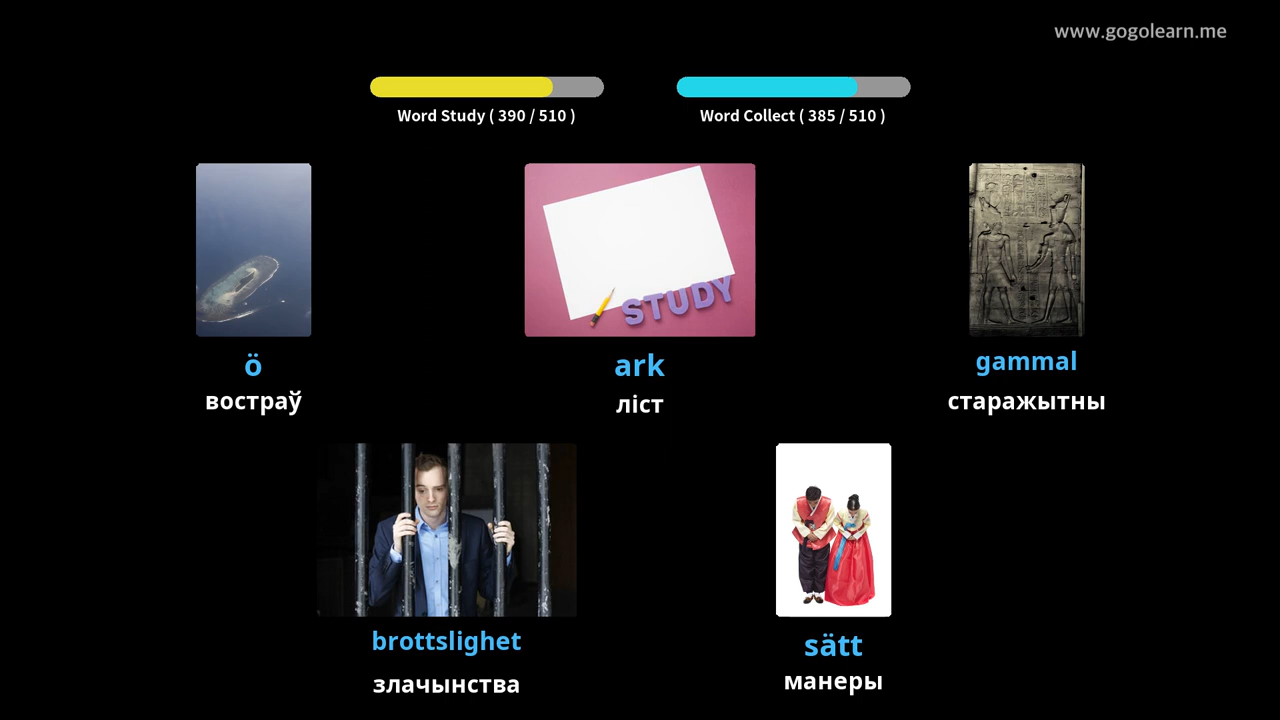 www.gogolearn.me
Word Study ( 390 / 510 )
Word Collect ( 385 / 510 )
STUDY
ö
востраў
ark
ліст
gammal
старажытны
brottslighet
злачынства
sätt
манеры